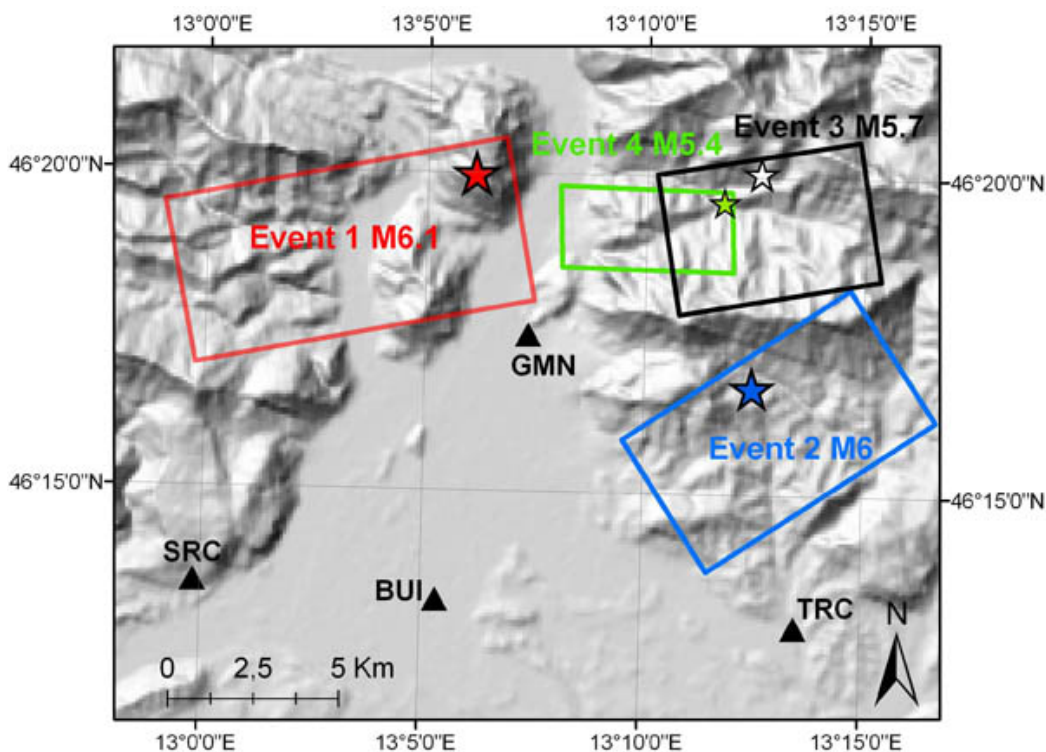 13°0'0"E 13°5'0"E 13°10'0"E 13°15'0"E
Event 3 M5.7
Event 4 M5.4
46°20'0"N
46°20'0"N
Event 1 M6.1
GMN
Event 2 M6
46°15'0"N
46°15'0"N
SRC
BUI
TRC
N
0 2,5 5 Km
13°0'0"E 13°5'0"E 13°10'0"E 13°15'0"E